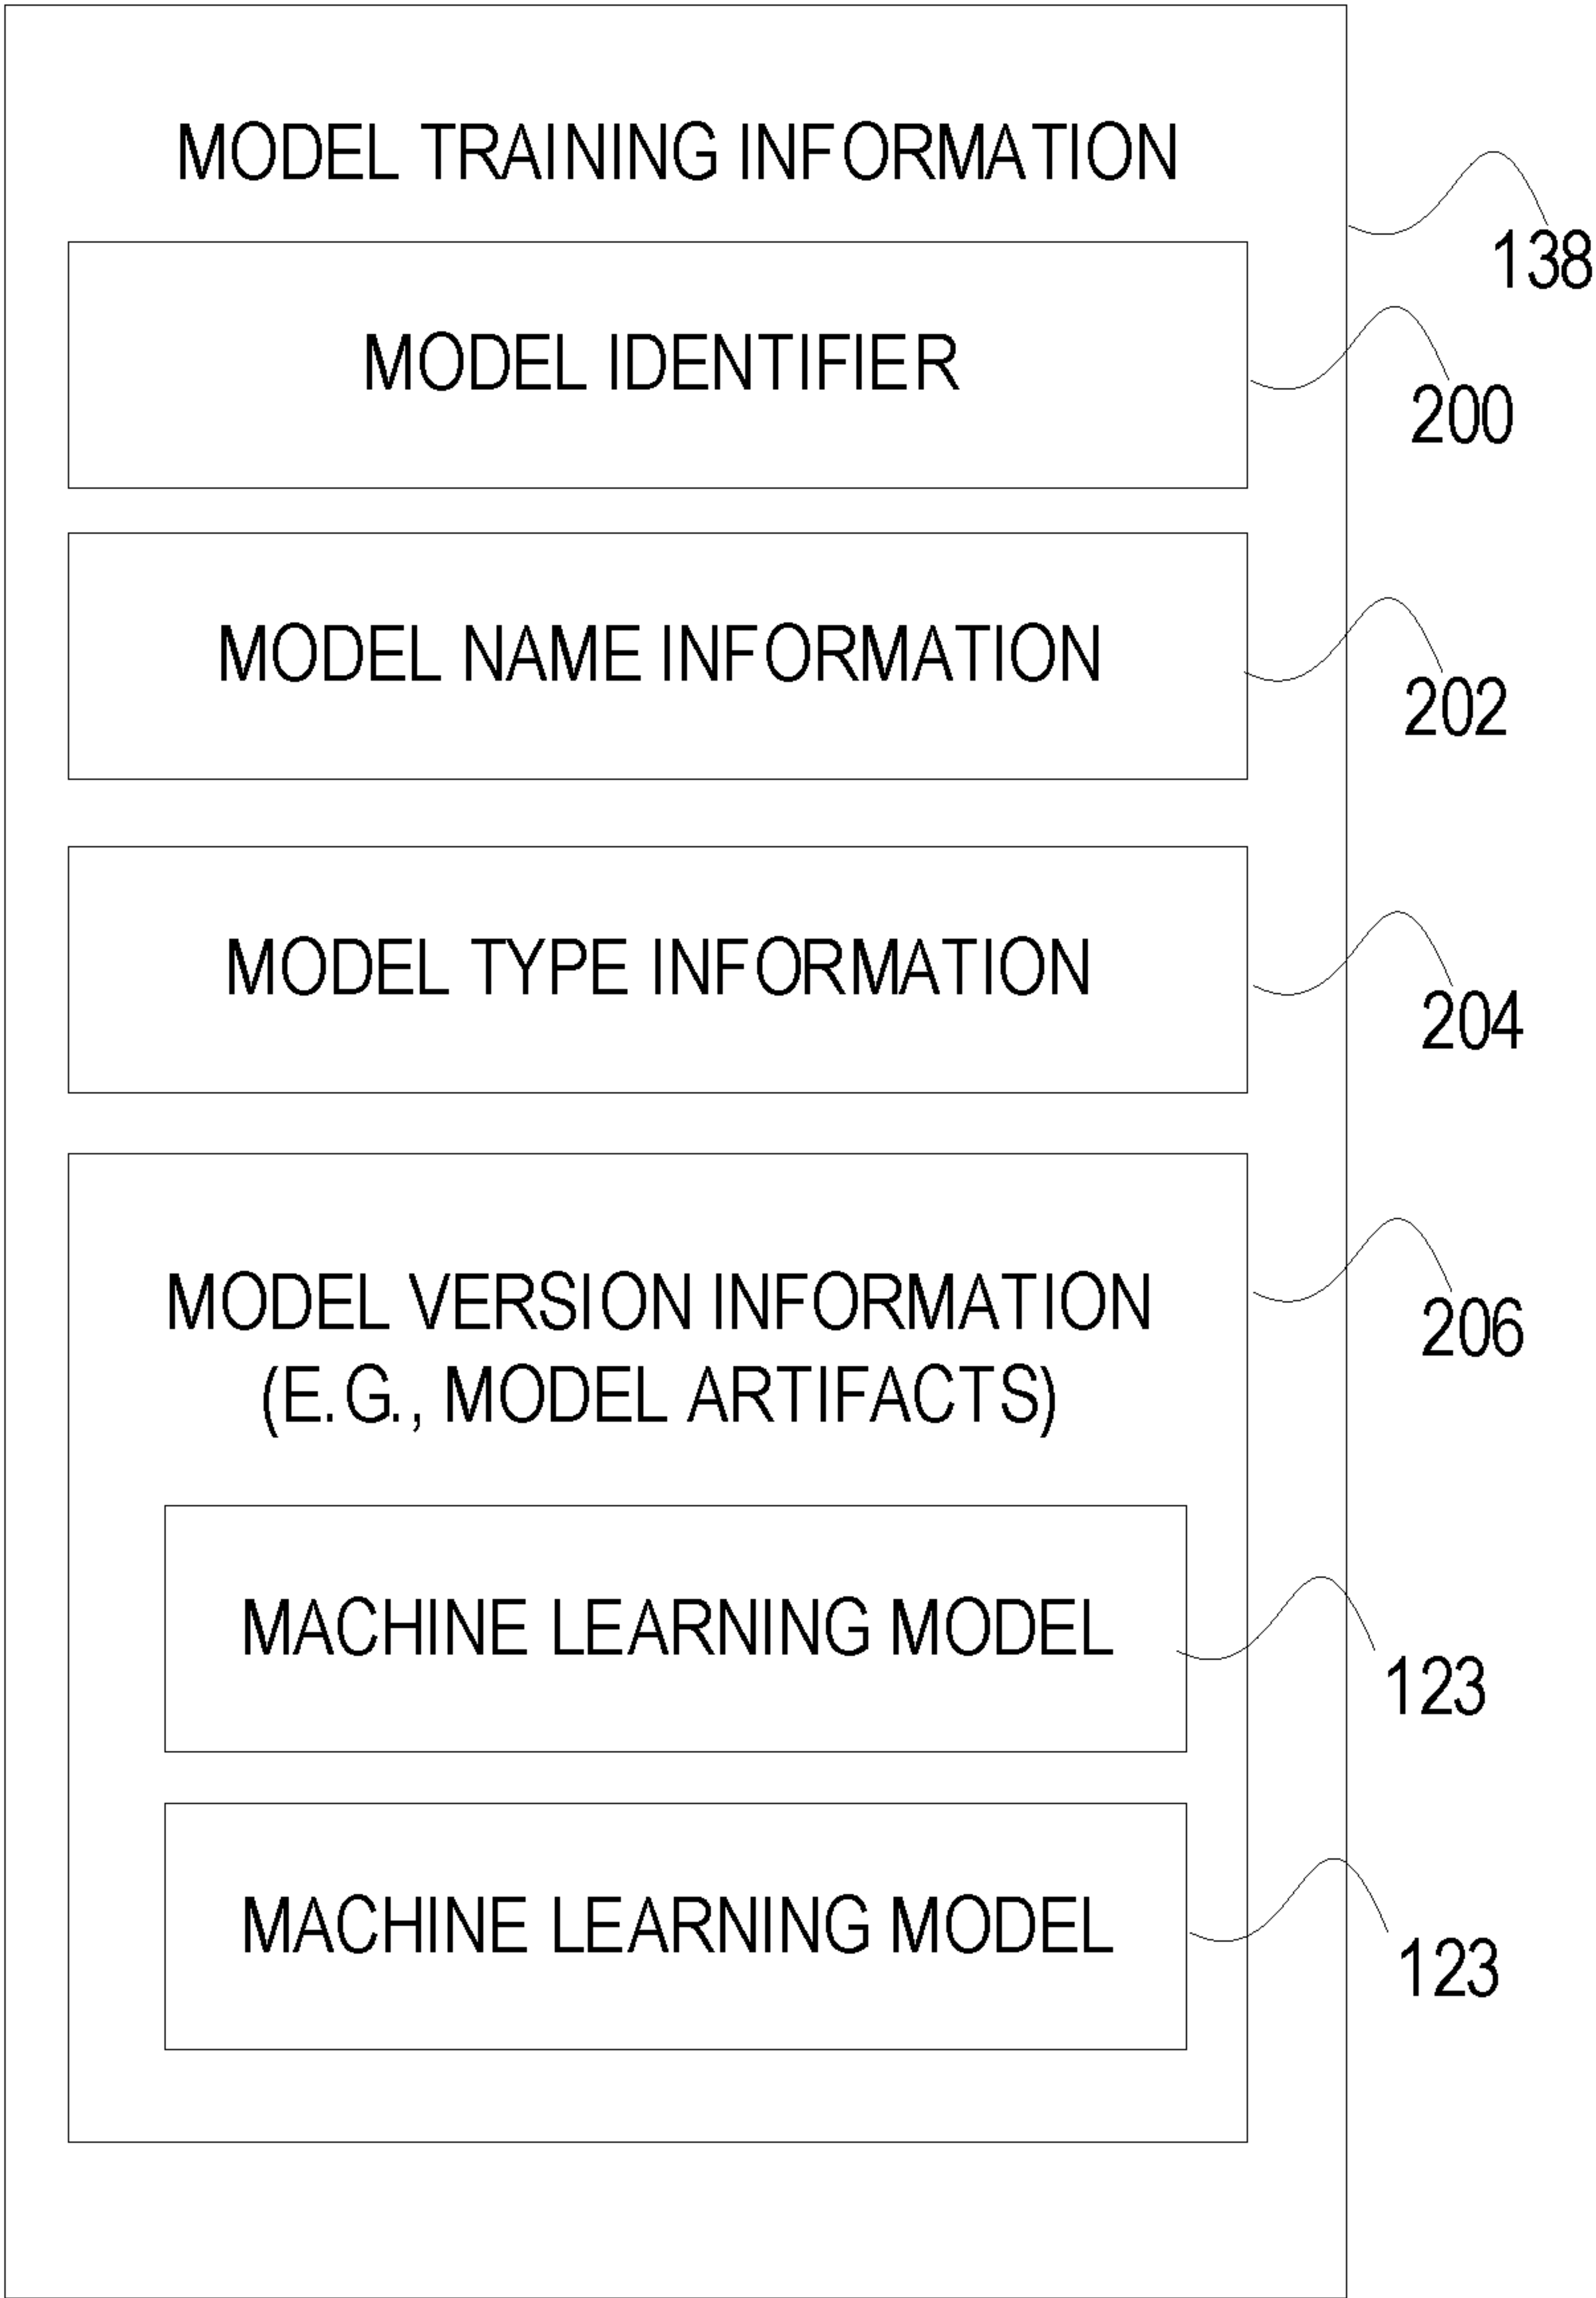 MODEL TRAINING INFORMATION
138
MODEL IDENTIFIER
200
MODEL NAME INFORMATION
202
MODEL TYPE INFORMATION
204
MODEL VERSION INFORMATION
206
(E.G., MODEL ARTIFACTS)
MACHINE LEARNING MODEL
123
MACHINE LEARNING MODEL
123